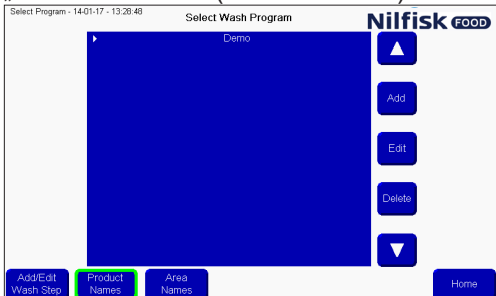 Select Program - 14-01-17 - 13:28:48
Select Wash Program
Nilfisk FOOD
Demo
Add
Edit
Delete
Add/Edit
Wash Step
Product
Names
Area
Names
Home